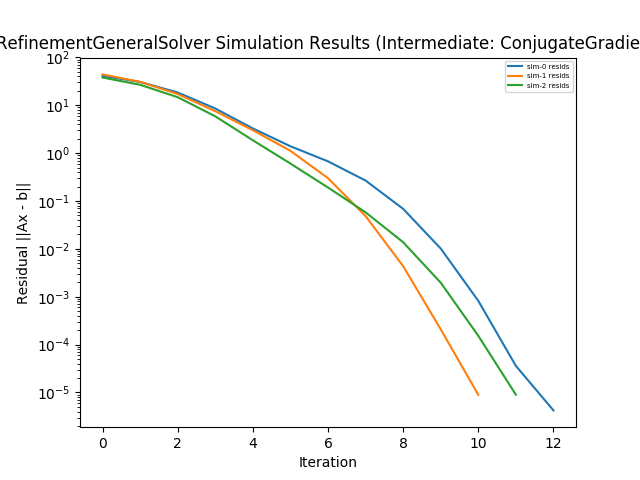 RefinementGeneralSolver Simulation Results (Intermediate: ConjugateGradie
sim-0 resids
sim-1 resids
sim-2 resids
10²
10¹
10⁰
10⁻¹
10⁻²
10⁻³
10⁻⁴
10⁻⁵
Residual ||Ax - b||
0 2 4 6 8 10 12
Iteration